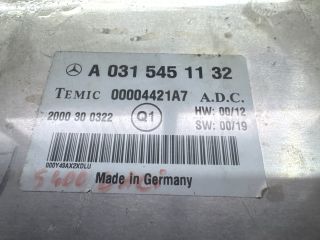 A 031 545 11 32
TEMIC 00004421A7 A.D.C.
2000 30 0322 Q1 HW: 00/12
SW: 00/19
000Y49AX2XDLU
Made in Germany